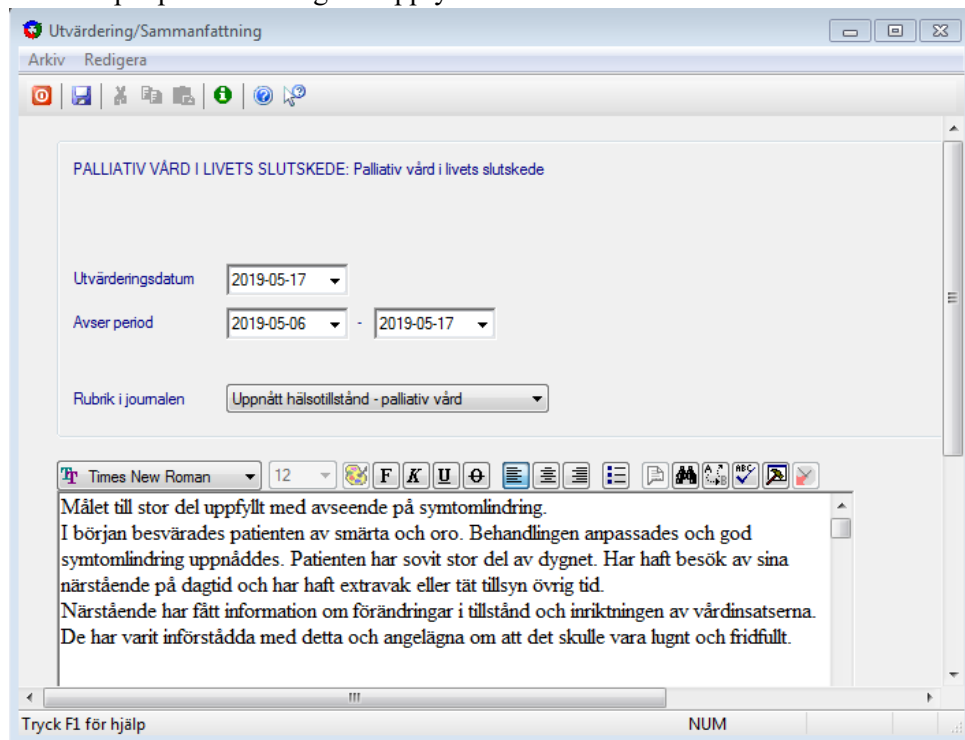 Utvärdering/Sammanfattning
Arkiv Redigera
PALLIATIV VÅRD I LIVETS SLUTSKEDE: Palliativ vård i livets slutskede
Utvärderingsdatum 2019-05-17
Avser period 2019-05-06 - 2019-05-17
Rubrik i journalen Uppnått hälsotillstånd - palliativ vård
Times New Roman 12 F K U O
Målet till stor del uppfyllt med avseende på symtomlindring.
I början besvärades patienten av smärta och oro. Behandlingen anpassades och god
symtomlindring uppnåddes. Patienten har sovit stor del av dygnet. Har haft besök av sina
närstående på dagtid och har haft extravak eller tät tillsyn övrig tid.
Närstående har fått information om förändringar i tillstånd och inriktningen av vårdinsatserna.
De har varit införstådda med detta och angelägna om att det skulle vara lugnt och fridfullt.
Tryck F1 för hjälp NUM